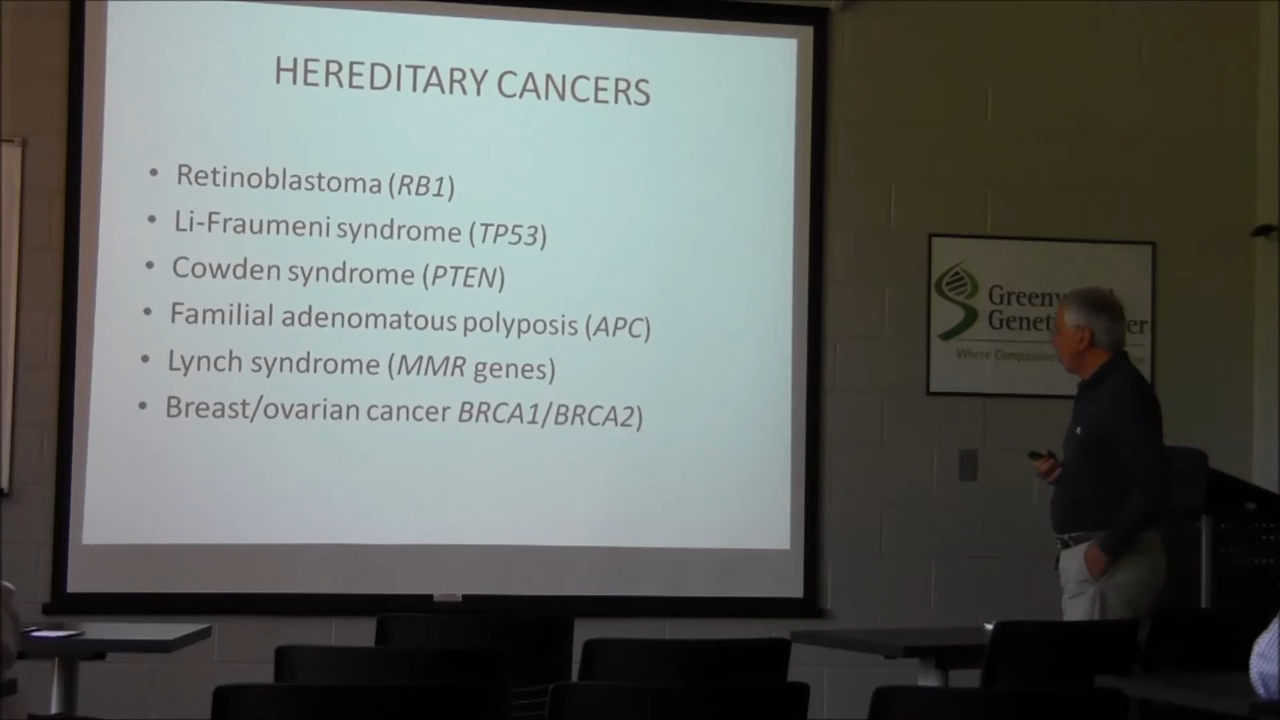 HEREDITARY CANCERS
• Retinoblastoma (RB1)
• Li-Fraumeni syndrome (TP53)
• Cowden syndrome (PTEN)
• Familial adenomatous polyposis (APC)
• Lynch syndrome (MMR genes)
• Breast/ovarian cancer BRCA1/BRCA2)
Where